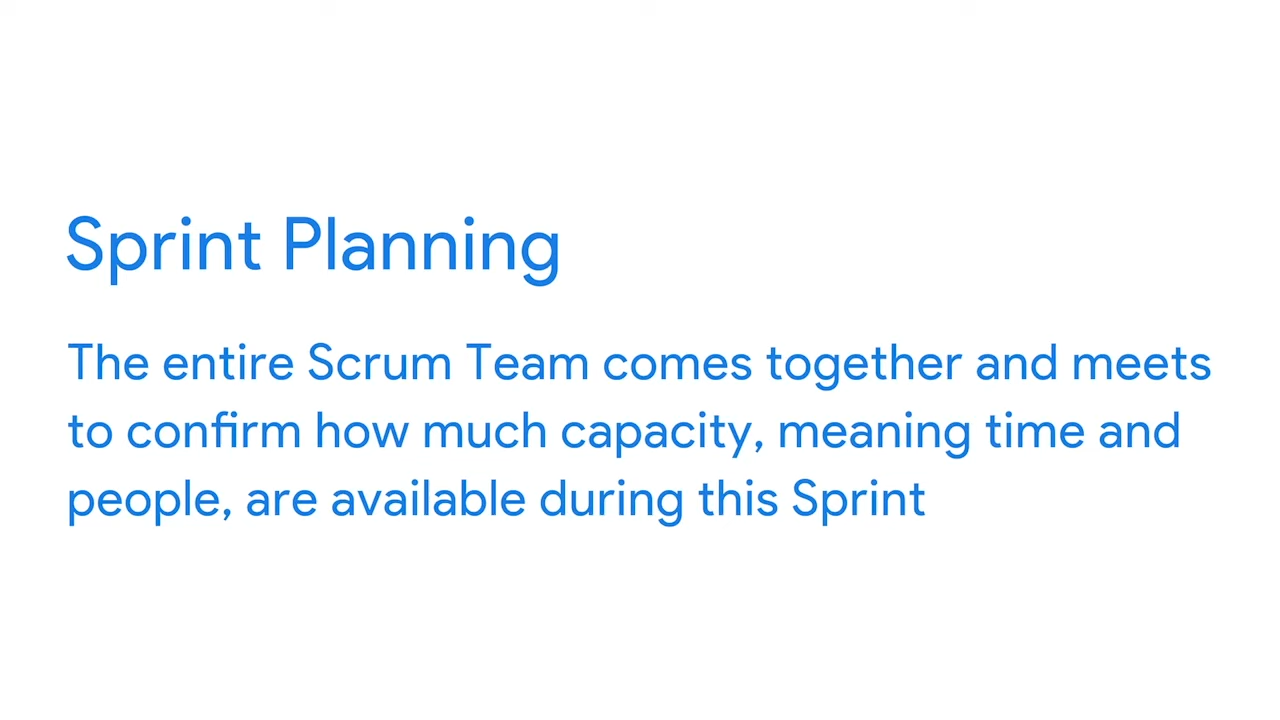 Sprint Planning
The entire Scrum Team comes together and meets
to confirm how much capacity, meaning time and
people, are available during this Sprint